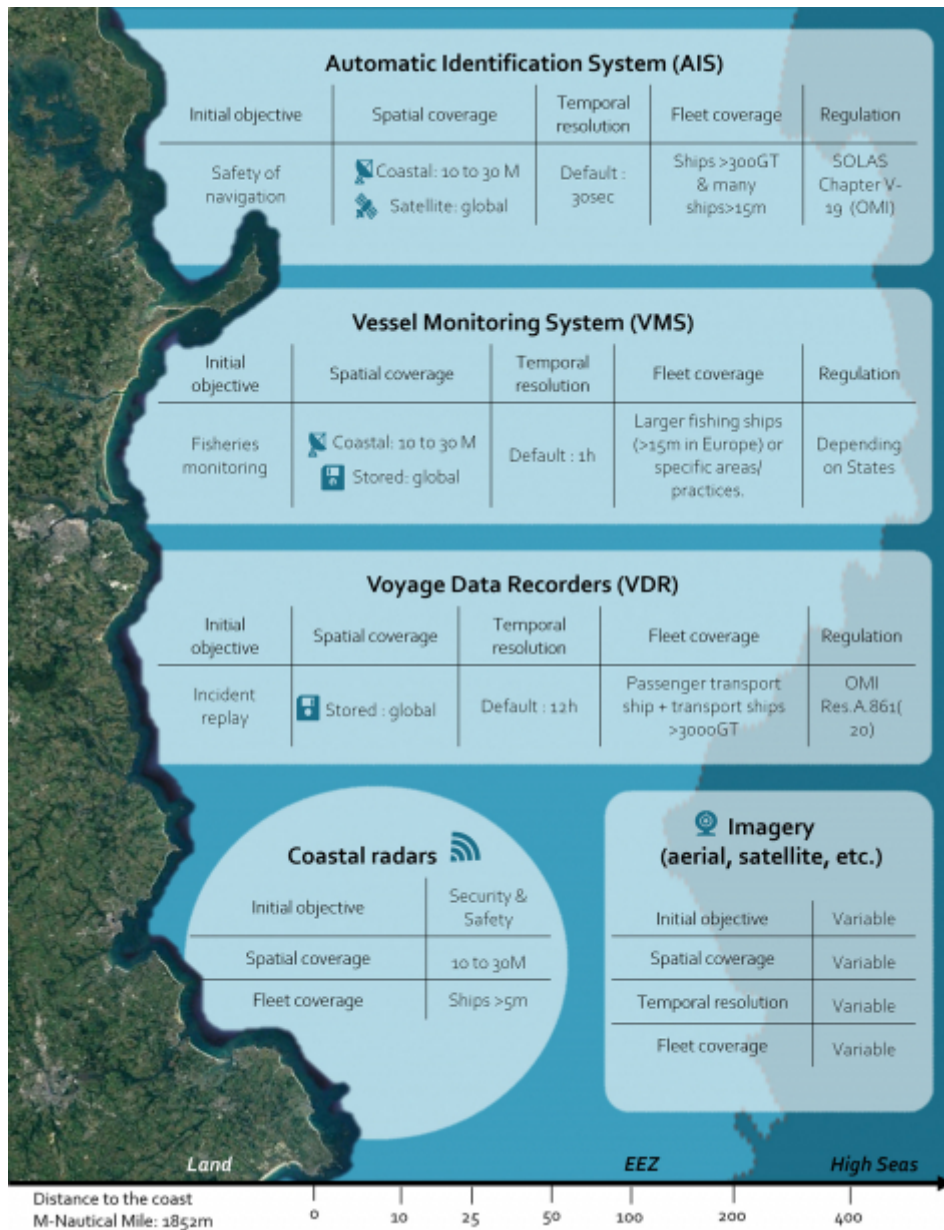 Automatic Identification System (AIS)
Initial objective
Spatial coverage
Temporal
resolution
Fleet coverage
Regulation
Safety of
navigation
Coastal: 10 to 30 M
Satellite: global
Default :
30sec
Ships >300GT
& many
ships>15m
SOLAS
Chapter V-
19 (OMI)
Vessel Monitoring System (VMS)
Initial
objective
Spatial coverage
Temporal
resolution
Fleet coverage
Regulation
Fisheries
monitoring
Coastal: 10 to 30 M
Stored: global
Default : 1h
Larger fishing ships
(>15m in Europe) or
specific areas/
practices.
Depending
on States
Voyage Data Recorders (VDR)
Initial
objective
Spatial coverage
Temporal
resolution
Fleet coverage
Regulation
Incident
replay
Stored : global
Default : 12h
Passenger transport
ship + transport ships
>3000GT
OMI
Res.A.861(
20)
Coastal radars
Initial objective
Security &
Safety
Spatial coverage
10 to 30M
Fleet coverage
Ships >5m
Imagery
(aerial, satellite, etc.)
Initial objective
Variable
Spatial coverage
Variable
Temporal resolution
Variable
Fleet coverage
Variable
Land
EEZ
High Seas
Distance to the coast
M-Nautical Mile: 1852m
0
10
25
50
100
200
400